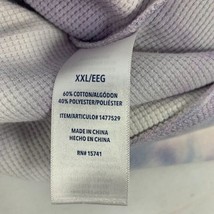 XXL/EEG
60% COTTON/ALGODÓN
40% POLYESTER/POLIÉSTER
ITEM/ARTICULO# 1477529
MADE IN CHINA
HECHO EN CHINA
RN# 15741